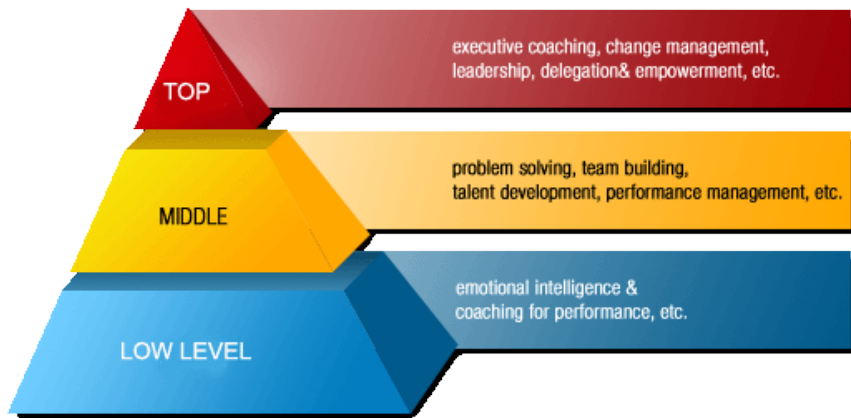 TOP
executive coaching, change management,
leadership, delegation& empowerment, etc.
MIDDLE
problem solving, team building,
talent development, performance management, etc.
LOW LEVEL
emotional intelligence &
coaching for performance, etc.